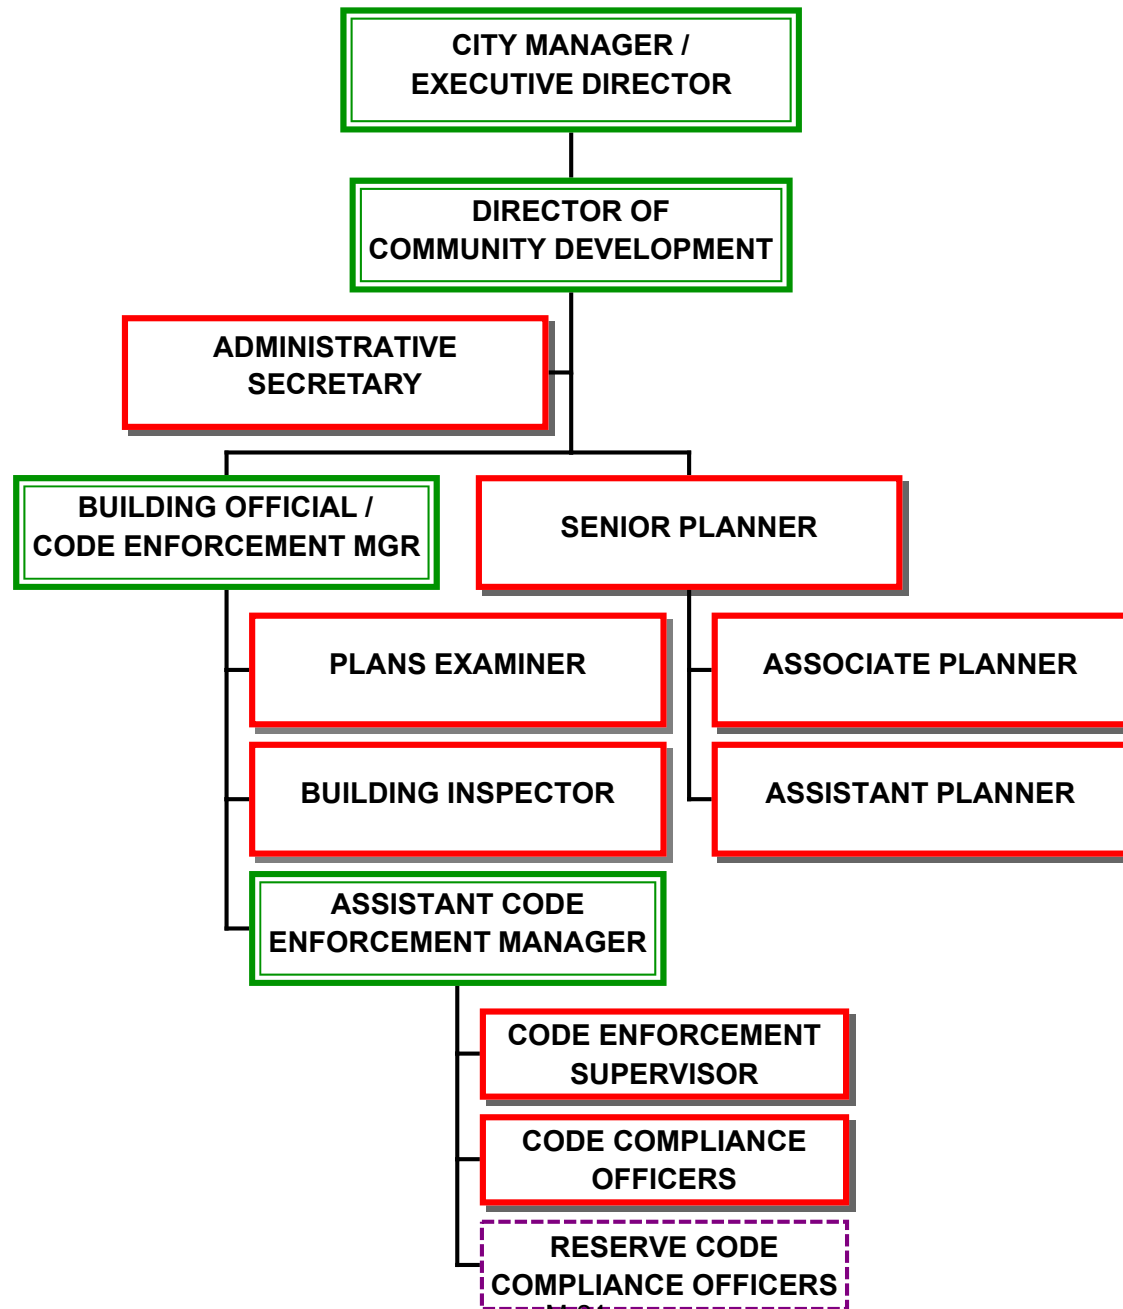 CITY MANAGER /
EXECUTIVE DIRECTOR
DIRECTOR OF
COMMUNITY DEVELOPMENT
ADMINISTRATIVE
SECRETARY
BUILDING OFFICIAL /
CODE ENFORCEMENT MGR
SENIOR PLANNER
PLANS EXAMINER
ASSOCIATE PLANNER
BUILDING INSPECTOR
ASSISTANT PLANNER
ASSISTANT CODE
ENFORCEMENT MANAGER
CODE ENFORCEMENT
SUPERVISOR
CODE COMPLIANCE
OFFICERS
RESERVE CODE
COMPLIANCE OFFICERS